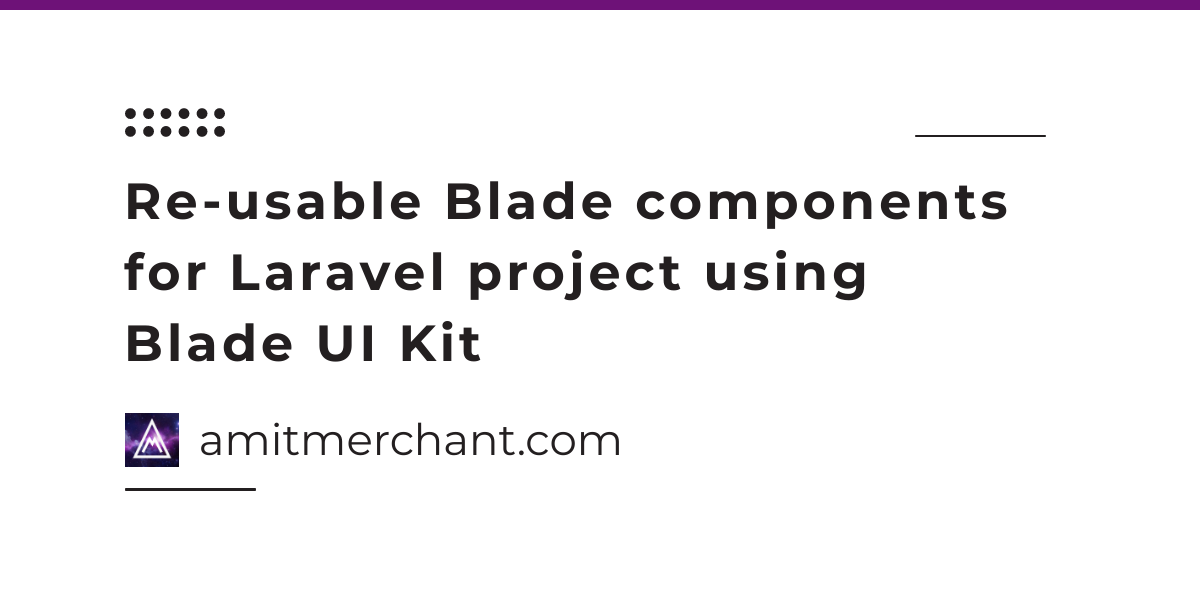 Re-usable Blade components
for Laravel project using
Blade UI Kit
amitmerchant.com